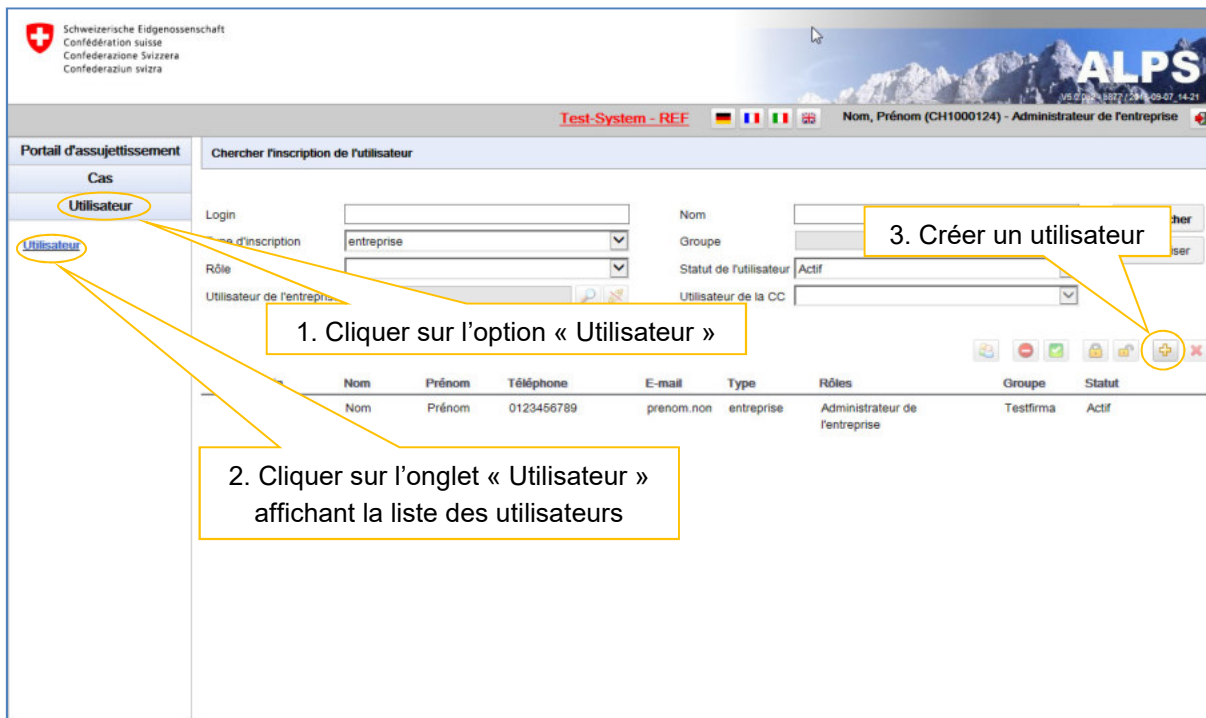 Schweizerische Eidgenossenschaft
Confédération suisse
Confederazione Svizzera
Confederaziun svizra
ALPS
Test-System - REF
Nom, Prénom (CH1000124) - Administrateur de l'entreprise
Portail d'assujettissement
Chercher l'inscription de l'utilisateur
Cas
Utilisateur
Utilisateur
Login
Nom
d'inscription
entreprise
Groupe
Rôle
Statut de l'utilisateur
Actif
Utilisateur de
Utilisateur de la CC
3. Créer un utilisateur
1. Cliquer sur l’option « Utilisateur »
Nom Prénom Téléphone E-mail Type Rôles Groupe Statut
Nom Prénom 0123456789 prenom.non entreprise Administrateur de Testfirma Actif
l'entreprise
2. Cliquer sur l’onglet « Utilisateur »
affichant la liste des utilisateurs